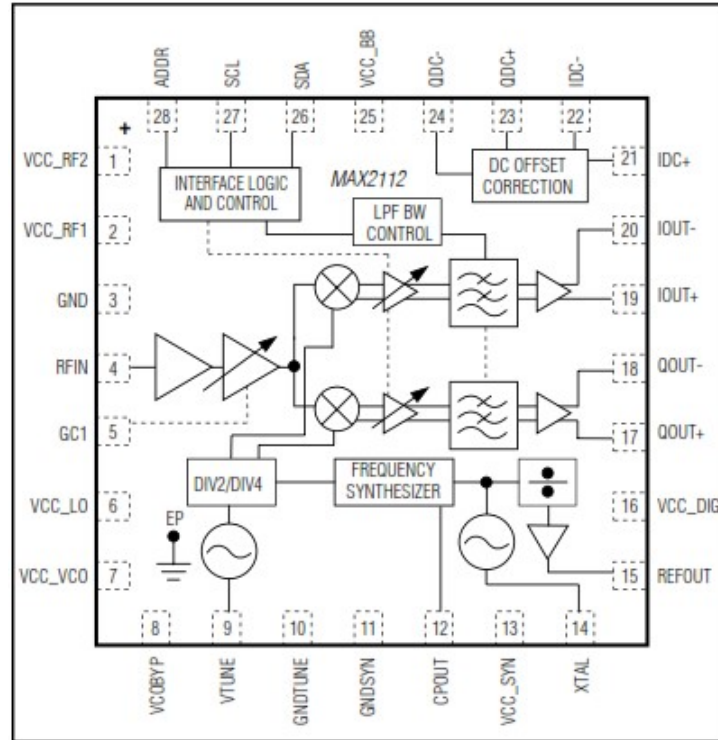 ADDR
SCL
SDA
VCC_BB
QDC-
QDC+
IDC-
+
28
27
26
25
24
23
22
VCC_RF2
1
INTERFACE LOGIC
AND CONTROL
MAX2112
DC OFFSET
CORRECTION
21
IDC+
VCC_RF1
2
LPF BW
CONTROL
20
IOUT-
GND
3
19
IOUT+
RFIN
4
18
QOUT-
GC1
5
17
QOUT+
VCC_LO
6
DIV2/DIV4
FREQUENCY
SYNTHESIZER
16
VCC_DIG
EP
VCC_VCO
7
15
REFOUT
8
9
10
11
12
13
14
VCOBYP
VTUNE
GNDTUNE
GNDSYN
CPOUT
VCC_SYN
XTAL